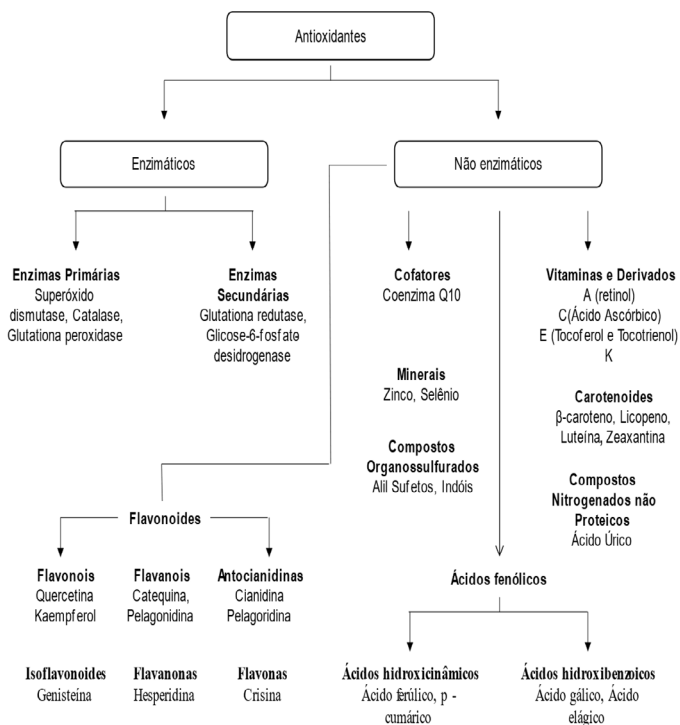 Antioxidantes
Enzimáticos
Não enzimáticos
Enzimas Primárias
Superóxido
dismutase, Catalase,
Glutationa peroxidase
Enzimas
Secundárias
Glutationa redutase,
Glicose-6-fosfato
desidrogenase
Cofatores
Coenzima Q10
Minerais
Zinco, Selênio
Compostos
Organossulfurados
Alil Sufetos, Indóis
Vitaminas e Derivados
A (retinol)
C(Ácido Ascórbico)
E (Tocoferol e Tocotrienol)
K
Carotenoides
β-caroteno, Licopeno,
Luteína, Zeaxantina
Compostos
Nitrogenados não
Proteicos
Ácido Úrico
Flavonoides
Flavonois
Quercetina
Kaempferol
Flavanois
Catequina,
Pelagonidina
Antocianidinas
Cianidina
Pelagoridina
Isoflavonoides
Genisteína
Flavanonas
Hesperidina
Flavonas
Crisina
Ácidos fenólicos
Ácidos hidroxicinâmicos
Ácido ferúlico, p -
cumárico
Ácidos hidroxibenzoicos
Ácido gálico, Ácido
elágico